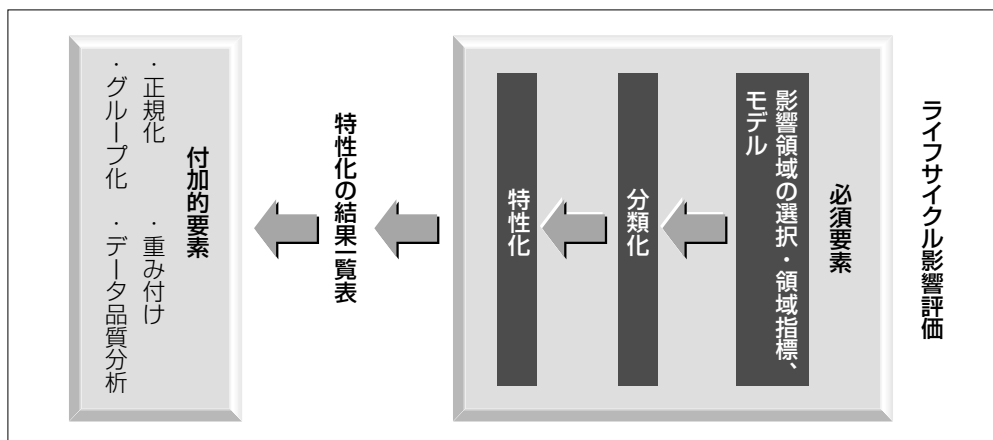 ライフサイクル影響評価
必須要素
影響領域の選択・領域指標、
モデル
分類化
特性化
特性化の結果一覧表
付加的要素
・正規化　・重み付け
・グループ化　・データ品質分析